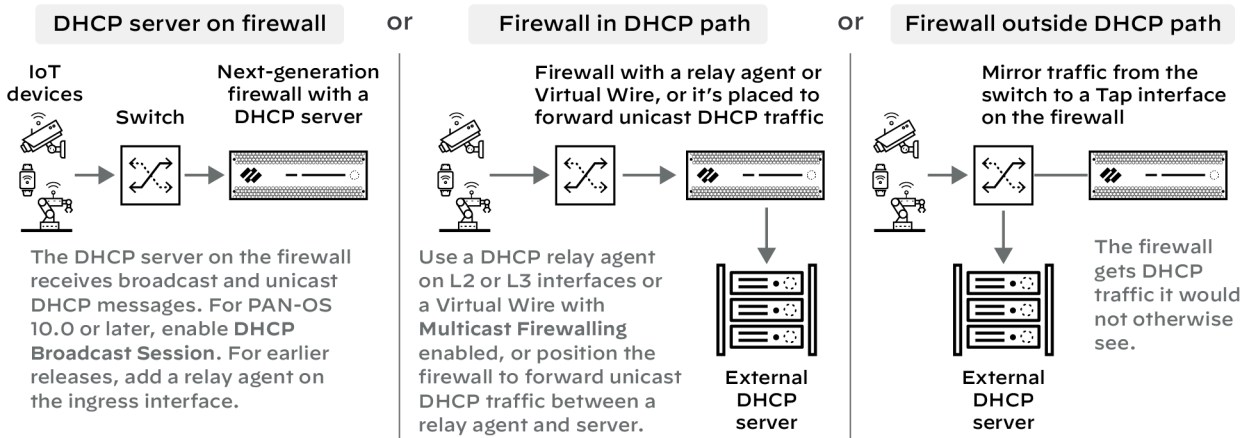 DHCP server on firewall
or
Firewall in DHCP path
or
Firewall outside DHCP path
IoT
devices
Switch
Next-generation
firewall with a
DHCP server
The DHCP server on the firewall
receives broadcast and unicast
DHCP messages. For PAN-OS
10.0 or later, enable DHCP
Broadcast Session. For earlier
releases, add a relay agent on
the ingress interface.
Firewall with a relay agent or
Virtual Wire, or it's placed to
forward unicast DHCP traffic
Use a DHCP relay agent
on L2 or L3 interfaces or
a Virtual Wire with
Multicast Firewalling
enabled, or position the
firewall to forward unicast
DHCP traffic between a
relay agent and server.
External
DHCP
server
Mirror traffic from the
switch to a Tap interface
on the firewall
The firewall
gets DHCP
traffic it would
not otherwise
see.
External
DHCP
server